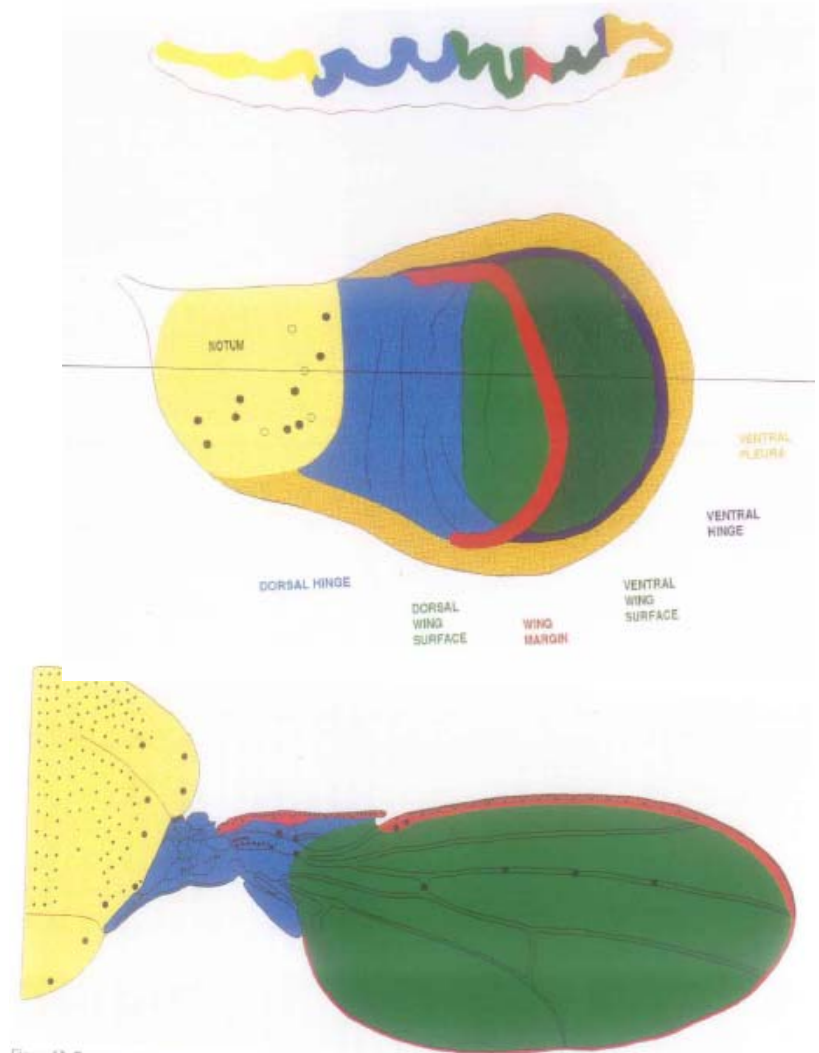 NOTUM
VENTRAL
PLEURA
VENTRAL
HINGE
DORSAL HINGE
DORSAL
WING
SURFACE
WING
MARGIN
VENTRAL
WING
SURFACE